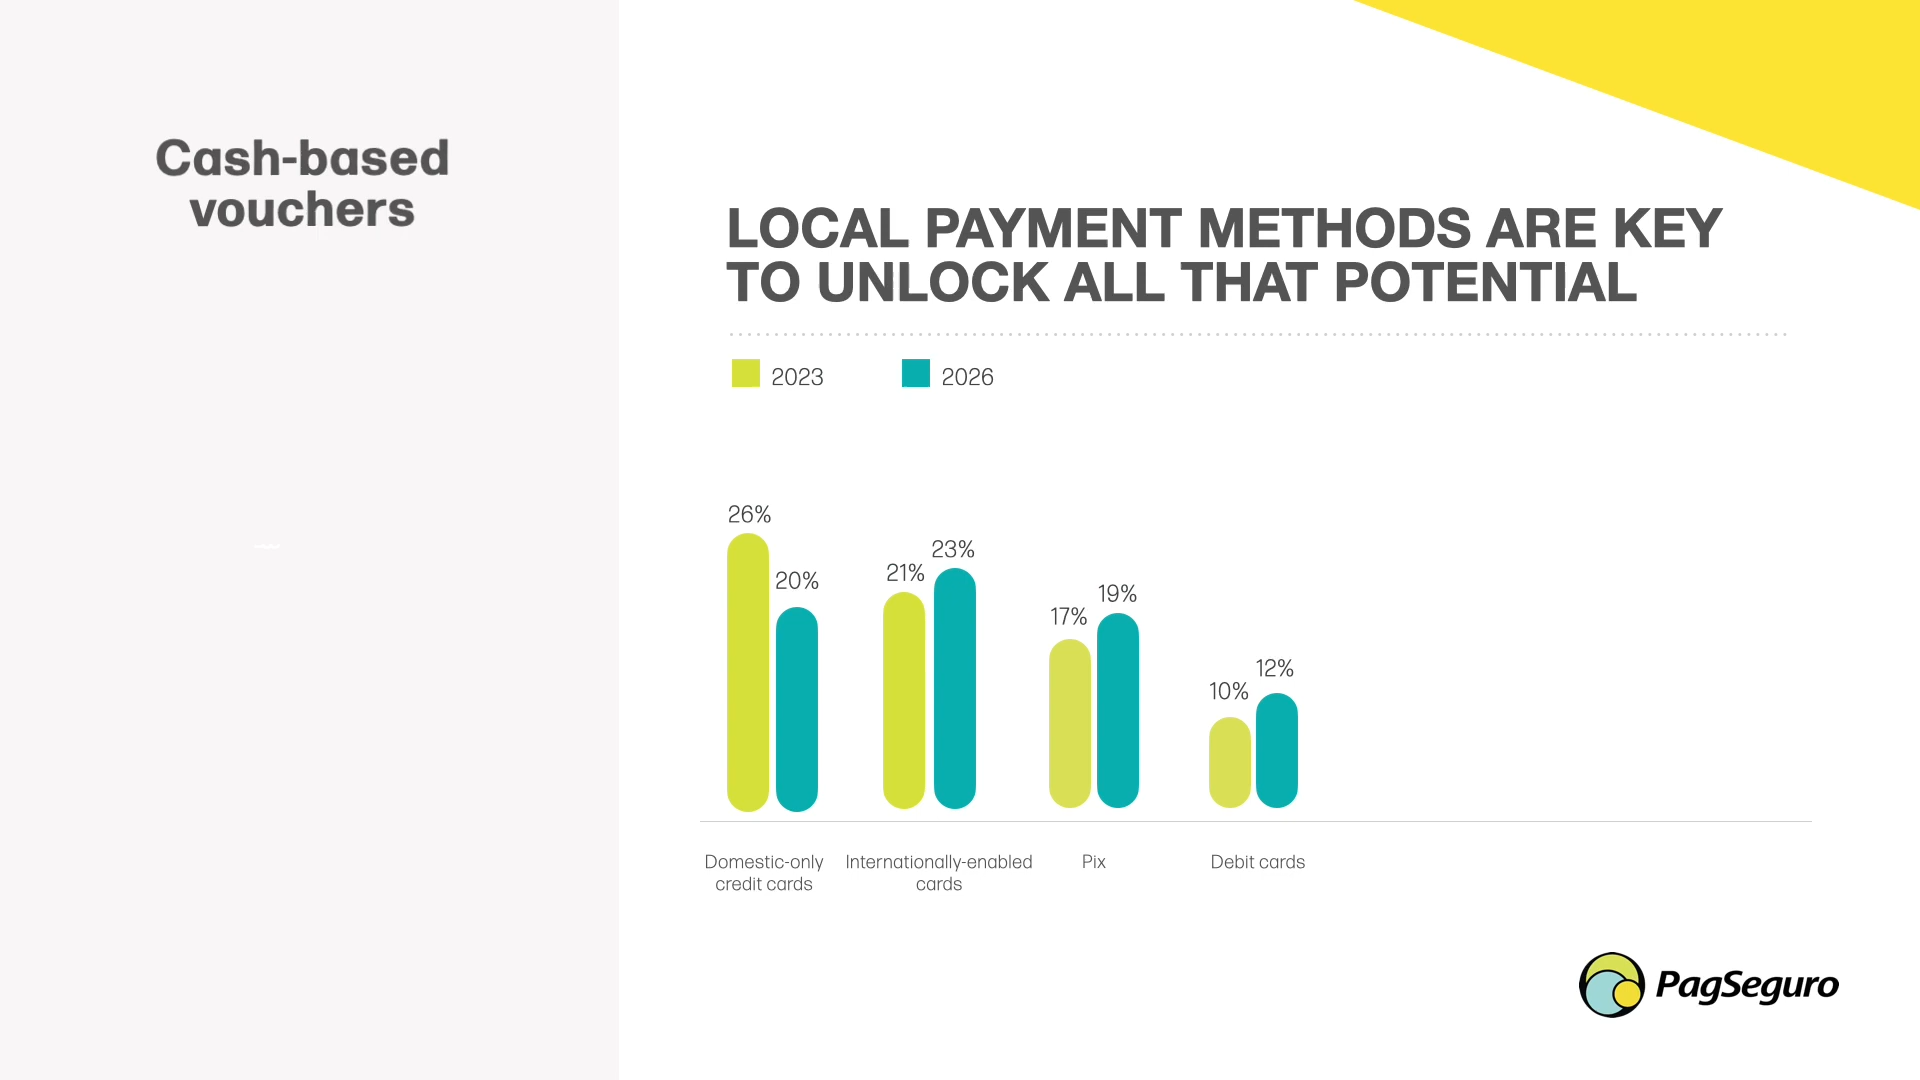 Cash-based
vouchers
LOCAL PAYMENT METHODS ARE KEY
TO UNLOCK ALL THAT POTENTIAL
2023
2026
26%
20%
21%
23%
17%
19%
10%
12%
Domestic-only
credit cards
Internationally-enabled
cards
Pix
Debit cards
PagSeguro